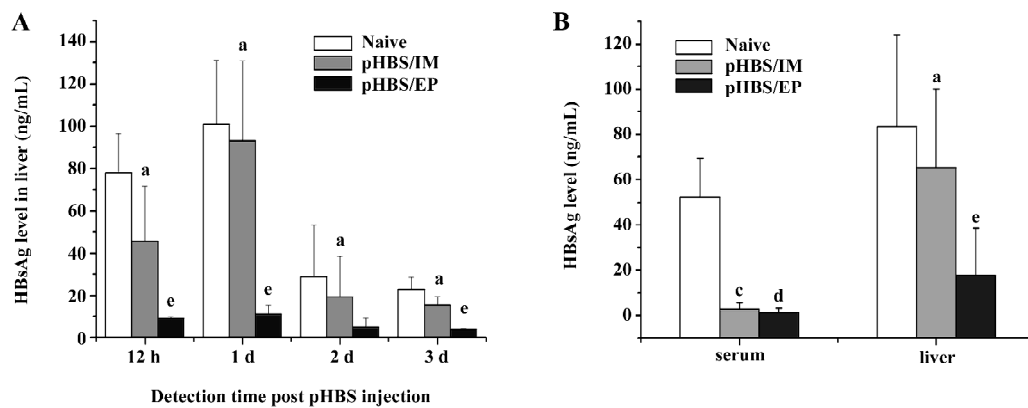 A
HBsAg level in liver (ng/mL)
140
120
100
80
60
40
20
0
Naive
pHBS/IM
pHBS/EP
a
e
a
e
a
a
e
12 h
1 d
2 d
3 d
Detection time post pHBS injection
B
HBsAg level (ng/mL)
120
100
80
60
40
20
0
Naive
pHBS/IM
pHBS/EP
c
d
a
e
serum
liver